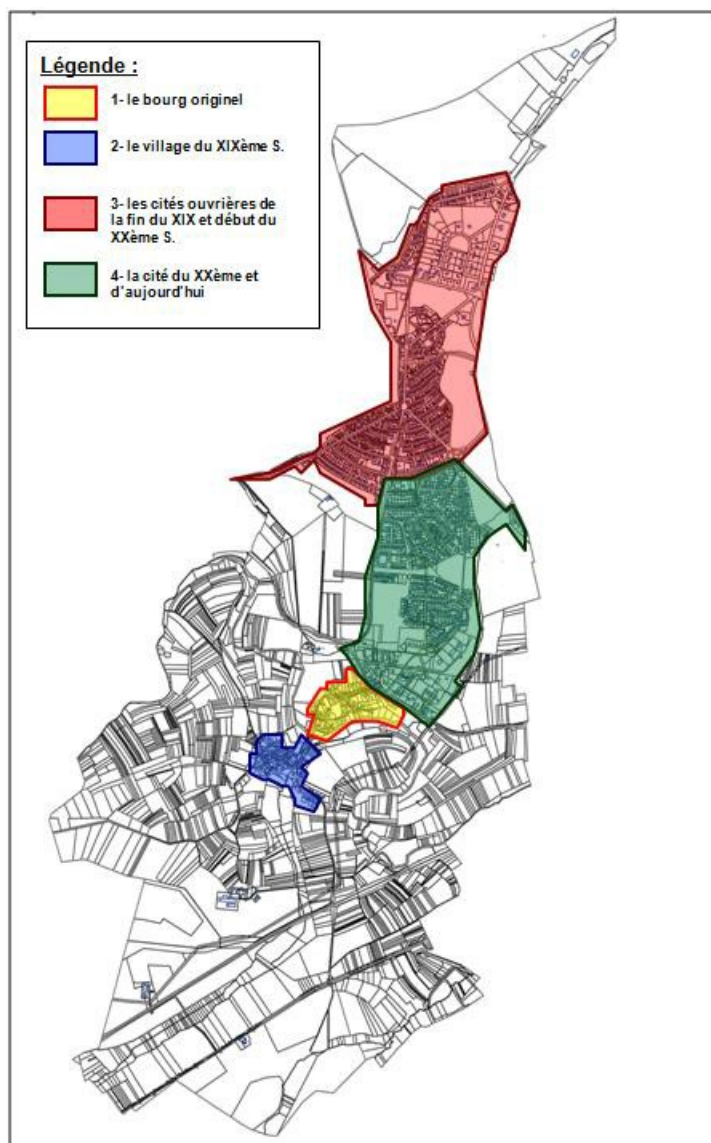 Légende :
1- le bourg originel
2- le village du XIXème S.
3- les cités ouvrières de
la fin du XIX et début du
XXème S.
4- la cité du XXème et
d'aujourd'hui